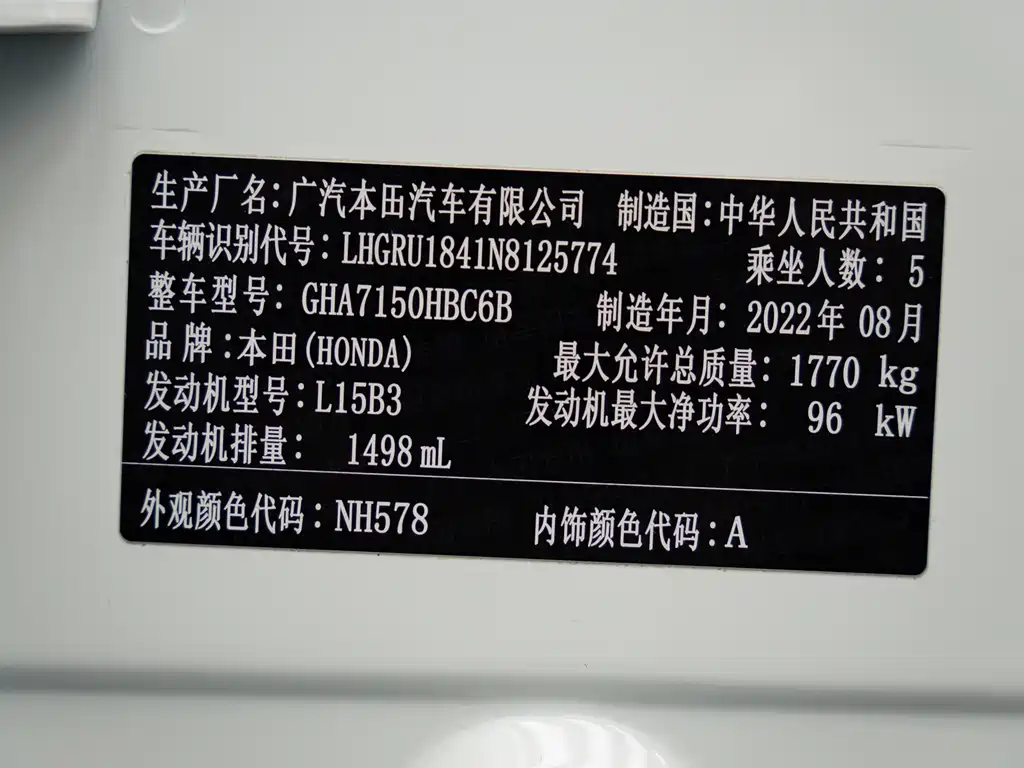 生产厂名：广汽本田汽车有限公司 制造国：中华人民共和国
车辆识别代号：LHGRU1841N8125774 乘坐人数：5
整车型号：GHA7150HBC6B 制造年月：2022年 08月
品 牌：本田(HONDA) 最大允许总质量：1770 kg
发动机型号：L15B3 发动机最大净功率： 96 kW
发动机排量： 1498 mL
外观颜色代码：NH578 内饰颜色代码：A